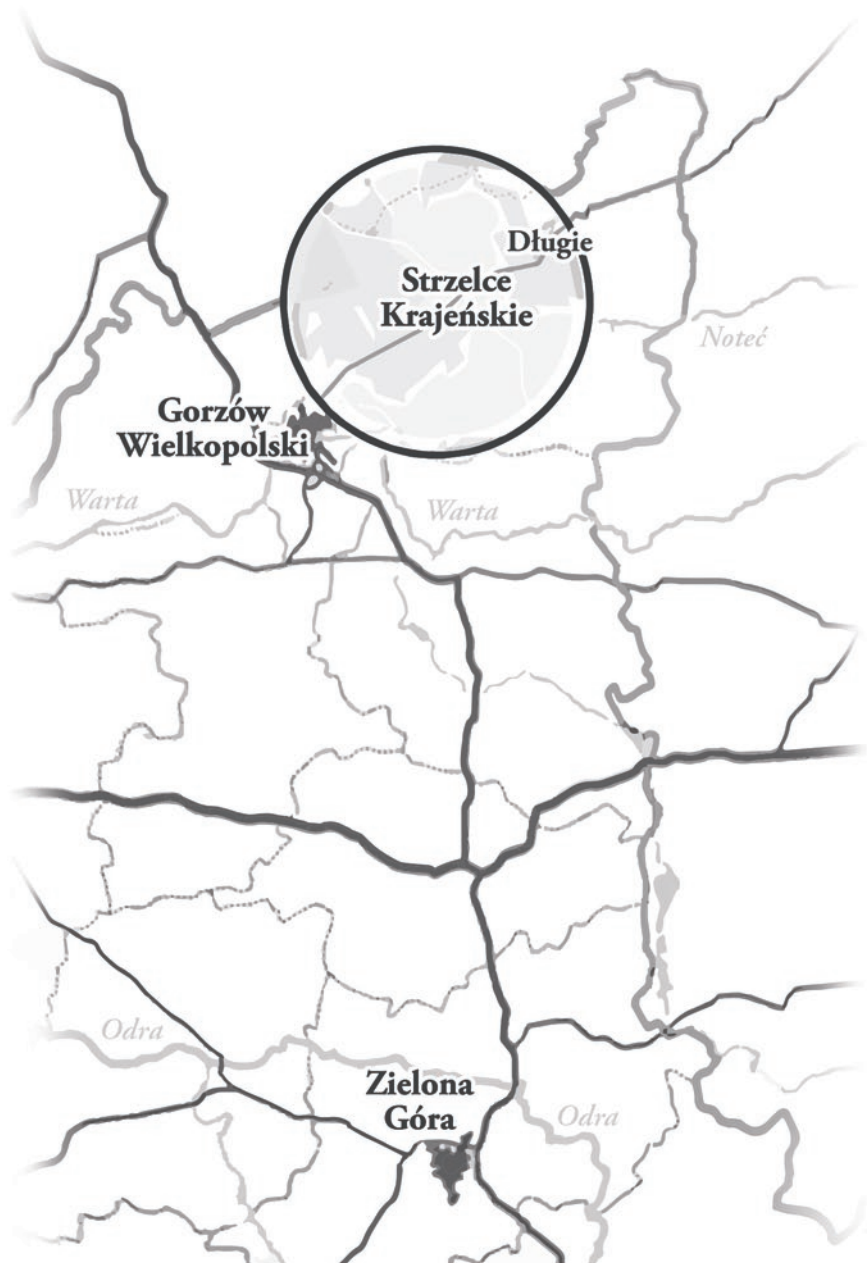 Długie
Strzelce
Krajeńskie
Noteć
Gorzów
Wielkopolski
Warta
Warta
Odra
Zielona
Góra
Odra